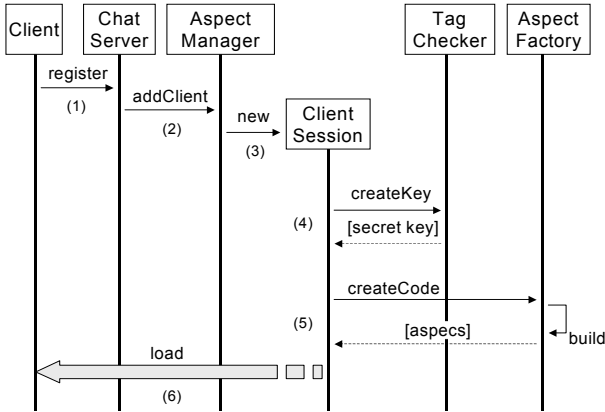 Client
Chat
Server
Aspect
Manager
Tag
Checker
Aspect
Factory
register
(1)
addClient
(2)
new
(3)
Client
Session
createKey
(4)
[secret key]
createCode
(5)
[aspecs]
build
load
(6)